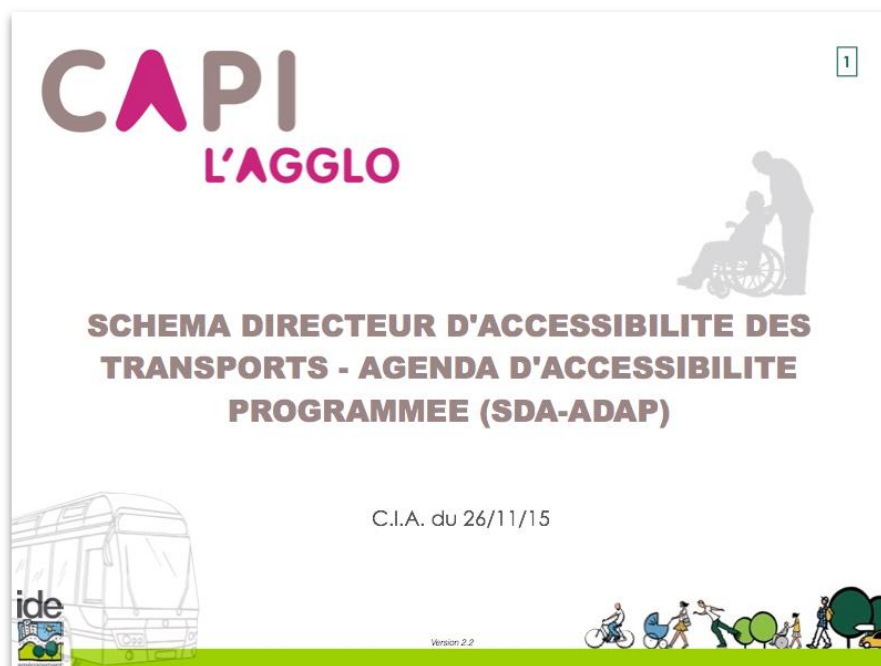 CAPI
L'AGGLO
1
SCHEMA DIRECTEUR D'ACCESSIBILITE DES
TRANSPORTS - AGENDA D'ACCESSIBILITE
PROGRAMMEE (SDA-ADAP)
C.I.A. du 26/11/15
ide
Version 2.2